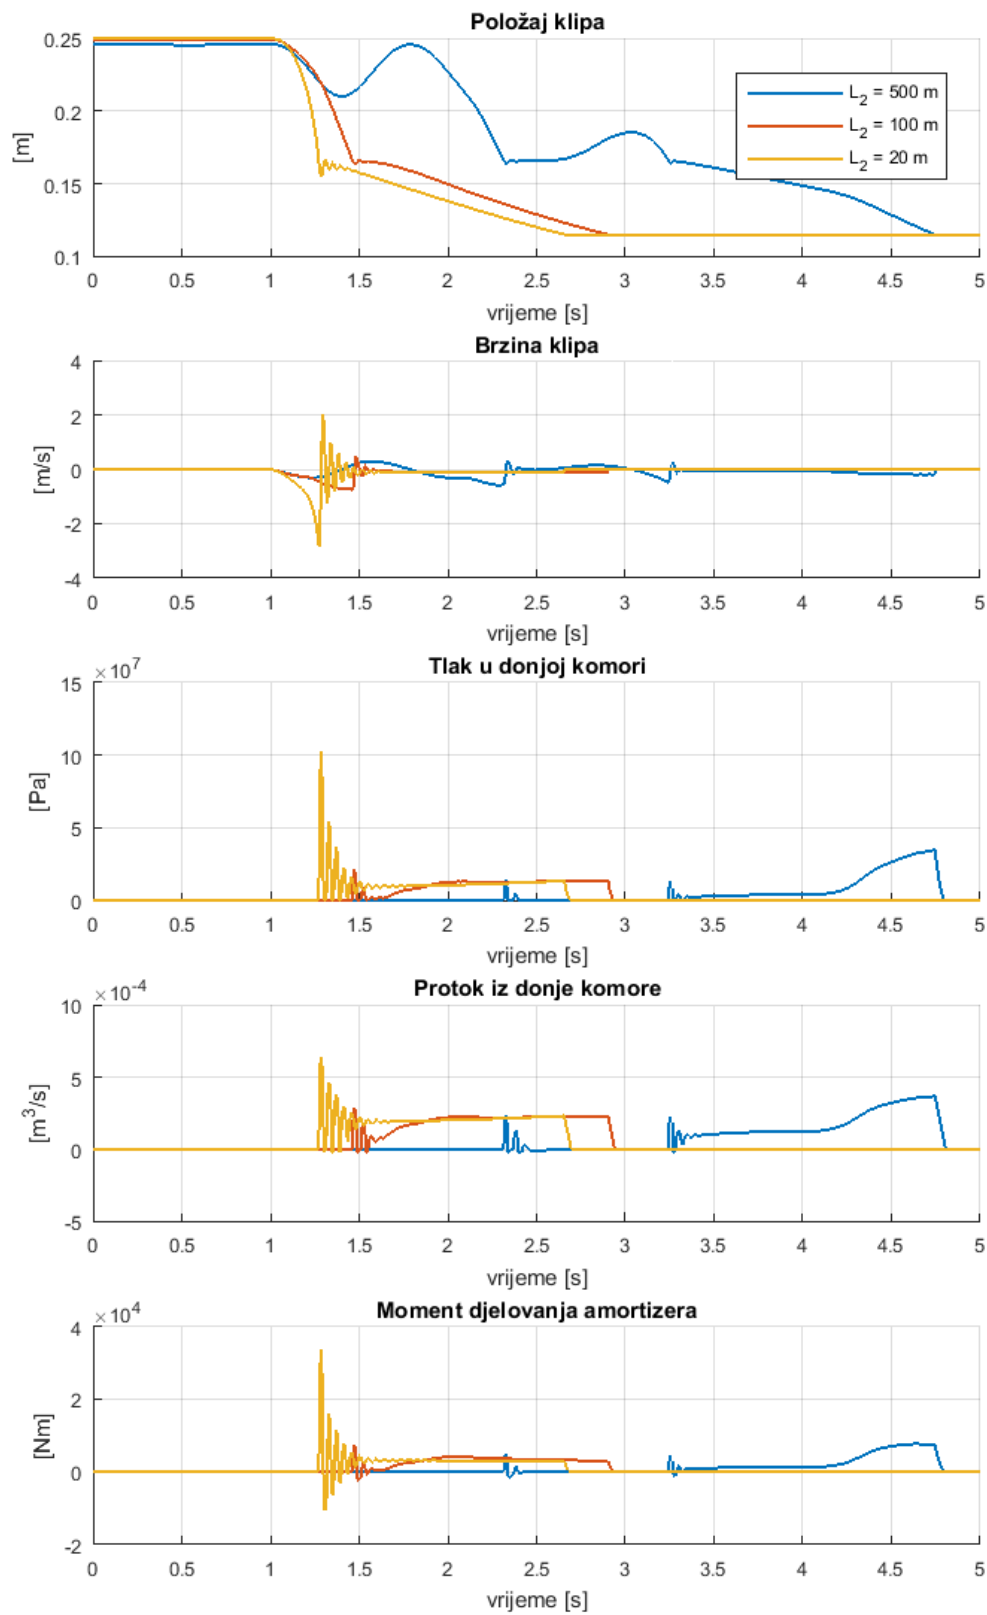 Položaj klipa
0.25
0.2
0.15
0.1
[m]
L2 = 500 m
L2 = 100 m
L2 = 20 m
0 0.5 1 1.5 2 2.5 3 3.5 4 4.5 5
vrijeme [s]
Brzina klipa
4
2
0
-2
-4
[m/s]
0 0.5 1 1.5 2 2.5 3 3.5 4 4.5 5
vrijeme [s]
Tlak u donjoj komori
×10^7
15
10
5
0
[Pa]
0 0.5 1 1.5 2 2.5 3 3.5 4 4.5 5
vrijeme [s]
Protok iz donje komore
×10^-4
10
5
0
-5
[m^3/s]
0 0.5 1 1.5 2 2.5 3 3.5 4 4.5 5
vrijeme [s]
Moment djelovanja amortizera
×10^4
4
2
0
-2
[Nm]
0 0.5 1 1.5 2 2.5 3 3.5 4 4.5 5
vrijeme [s]